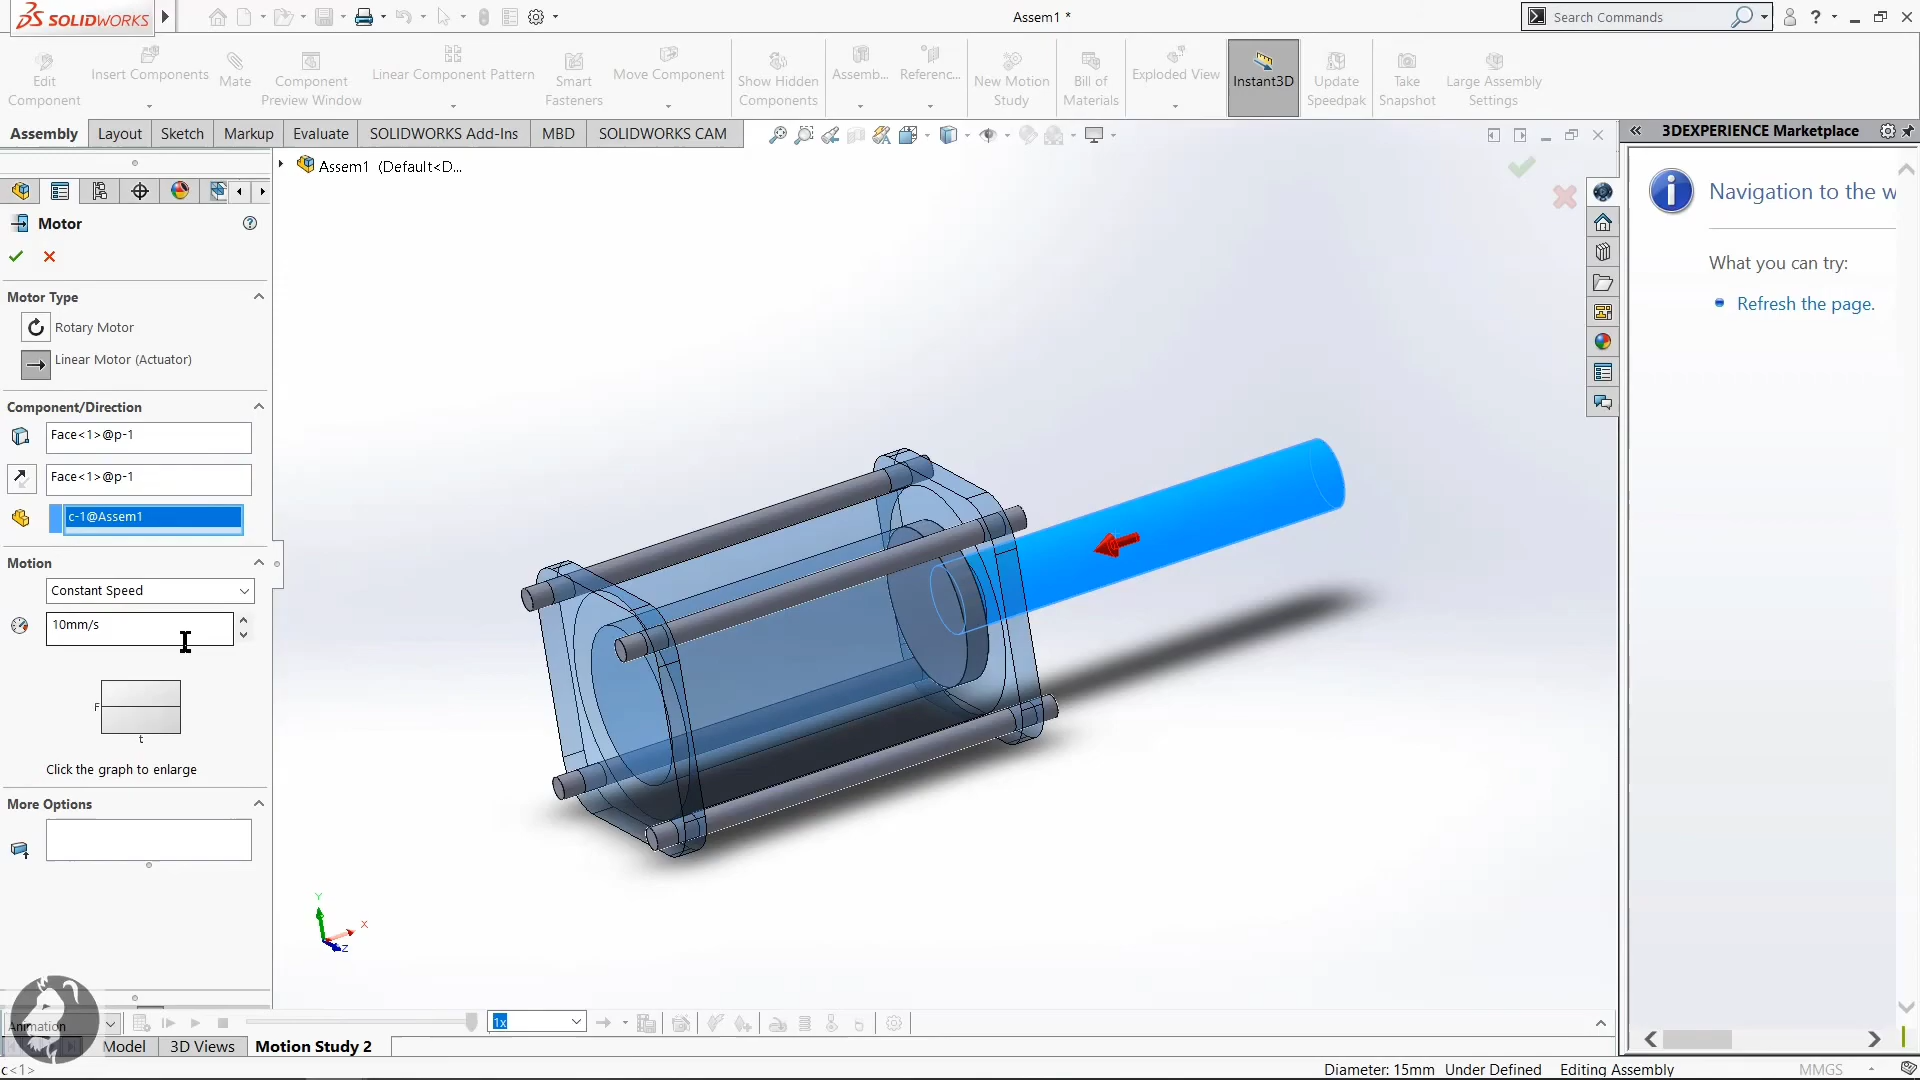 SOLIDWORKS
Assem1 *
Search Commands
Edit Component
Insert Components
Mate
Component Preview Window
Linear Component Pattern
Smart Fasteners
Move Component
Show Hidden Components
Assemb...
Referenc...
New Motion Study
Bill of Materials
Exploded View
Instant3D
Update Speedpak
Take Snapshot
Large Assembly Settings
Assembly
Layout
Sketch
Markup
Evaluate
SOLIDWORKS Add-Ins
MBD
SOLIDWORKS CAM
3DEXPERIENCE Marketplace
Assem1 (Default<D...
Navigation to the w
What you can try:
Refresh the page.
Motor
Motor Type
Rotary Motor
Linear Motor (Actuator)
Component/Direction
Face<1>@p-1
Face<1>@p-1
c-1@Assem1
Motion
Constant Speed
10mm/s
F
t
Click the graph to enlarge
More Options
Y
X
Z
Animation
1x
Model
3D Views
Motion Study 2
c<1>
Diameter: 15mm
Under Defined
Editing Assembly
MMGS